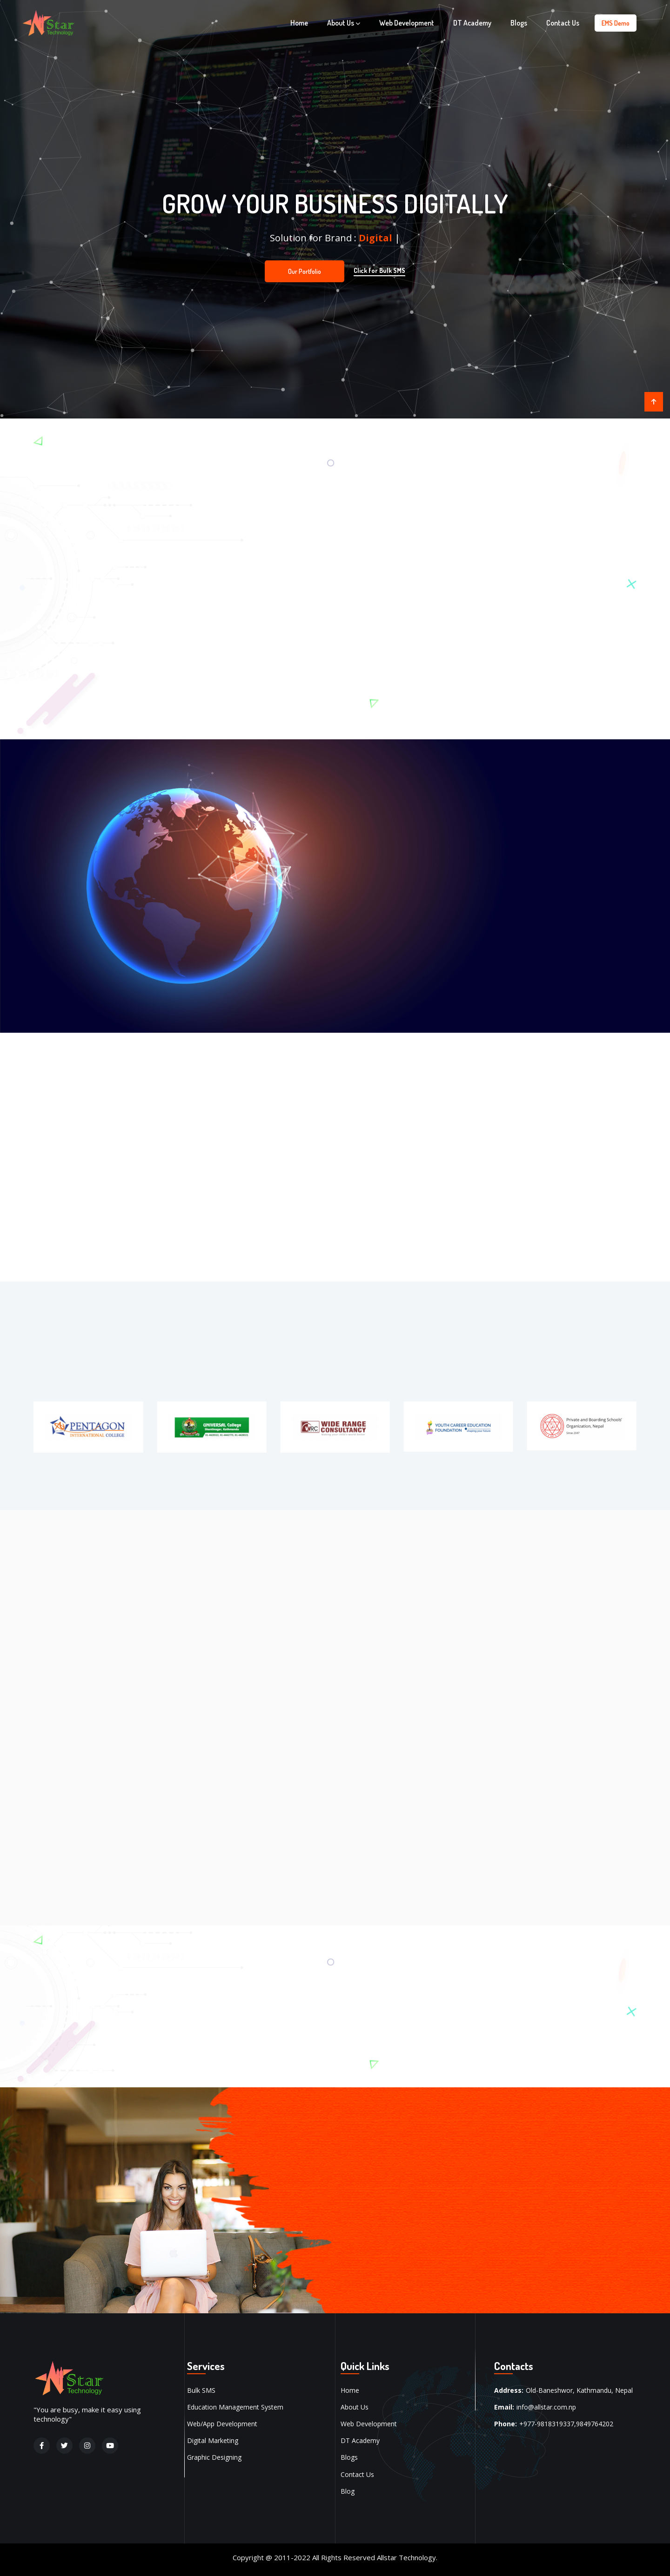 Star
Technology
Home
About Us
Web Development
DT Academy
Blogs
Contact Us
EMS Demo
GROW YOUR BUSINESS DIGITALLY
Solution for Brand : Digital |
Our Portfolio
Click For Bulk SMS
PENTAGON
INTERNATIONAL COLLEGE
UNIVERSAL College
WRC
WIDE RANGE
CONSULTANCY
YOUTH CAREER EDUCATION
FOUNDATION
Private and Boarding Schools'
Organisation, Nepal
Star
Technology
"You are busy, make it easy using
technology"
Services
Bulk SMS
Education Management System
Web/App Development
Digital Marketing
Graphic Designing
Quick Links
Home
About Us
Web Development
DT Academy
Blogs
Contact Us
Blog
Contacts
Address: Old-Baneshwor, Kathmandu, Nepal
Email: info@allstar.com.np
Phone: +977-9818319337,9849764202
Copyright @ 2011-2022 All Rights Reserved Allstar Technology.